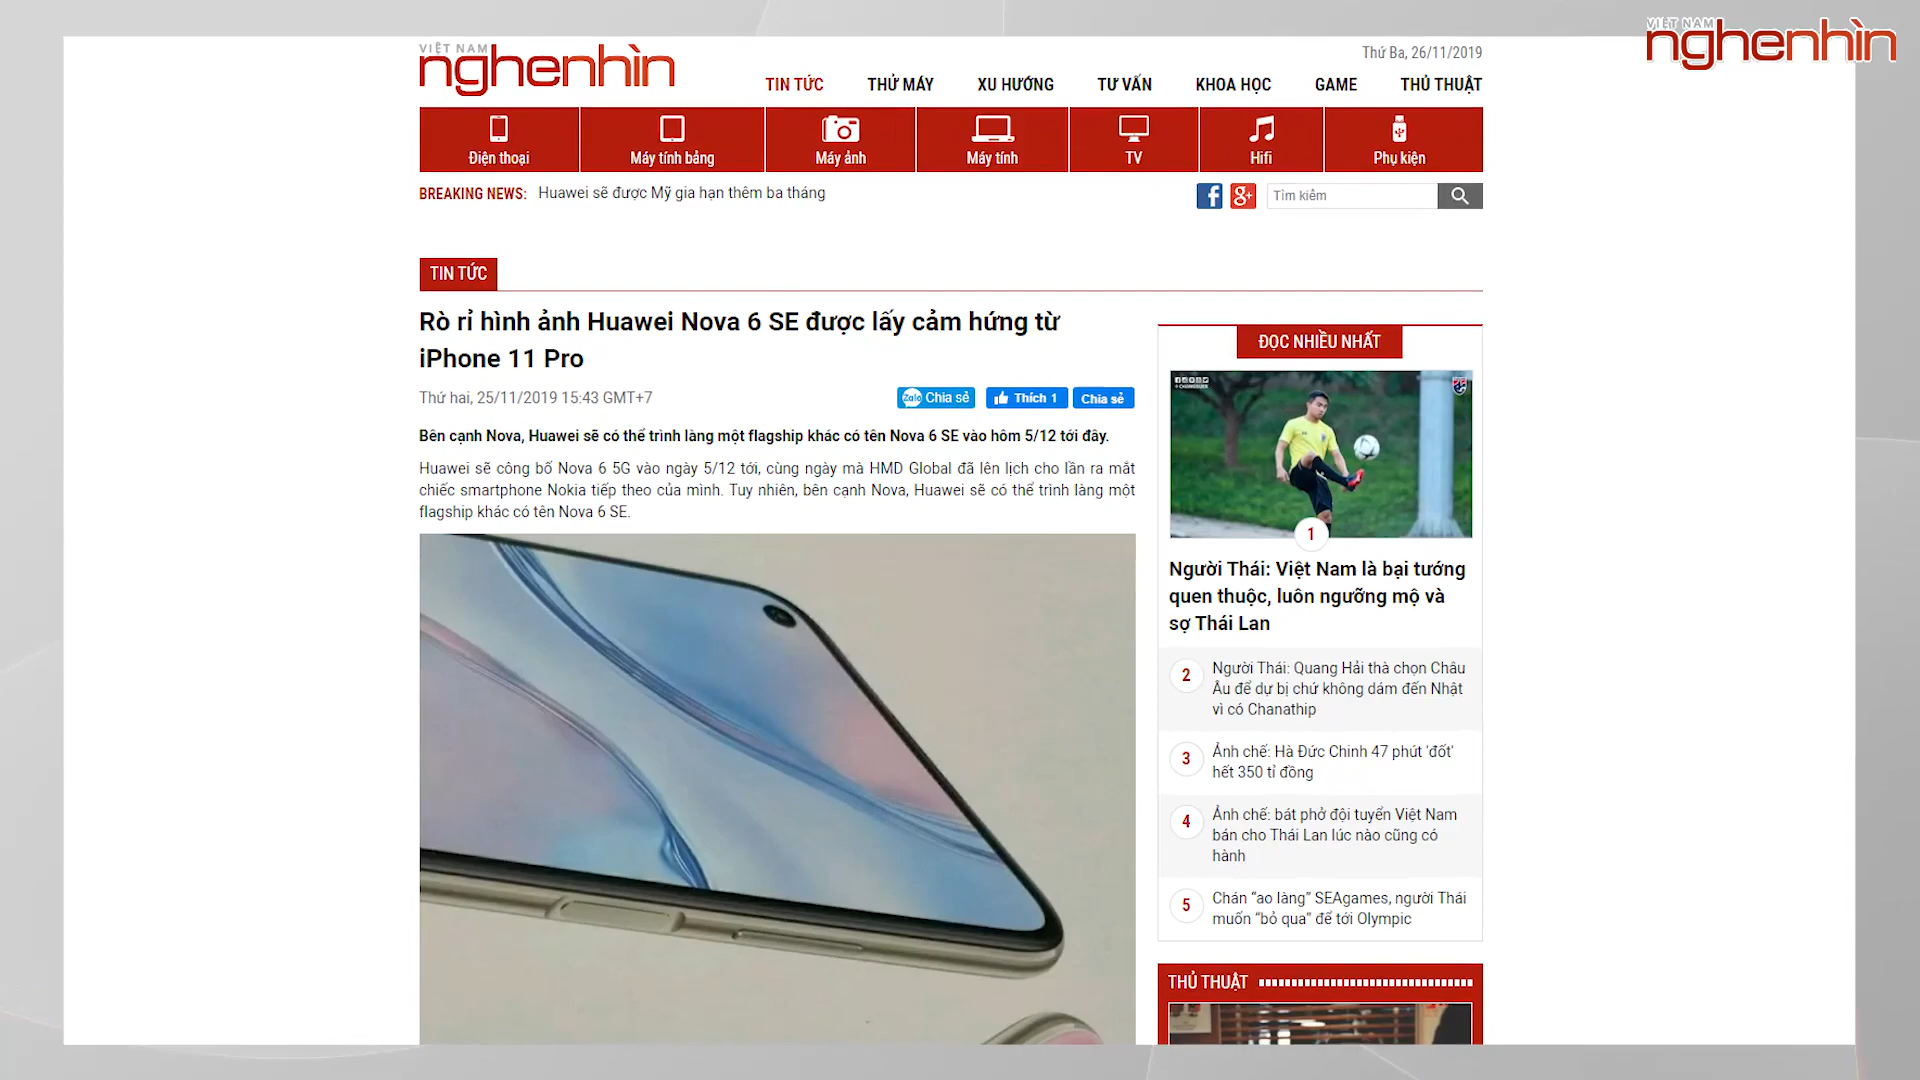 VIỆT NAM
nghenhìn
VIỆT NAM
nghenhìn
Thứ Ba, 26/11/2019
TIN TỨC THỬ MÁY XU HƯỚNG TƯ VẤN KHOA HỌC GAME THỦ THUẬT
Điện thoại Máy tính bảng Máy ảnh Máy tính TV Hifi Phụ kiện
BREAKING NEWS: Huawei sẽ được Mỹ gia hạn thêm ba tháng
Tìm kiếm
TIN TỨC
Rò rỉ hình ảnh Huawei Nova 6 SE được lấy cảm hứng từ
iPhone 11 Pro
Thứ hai, 25/11/2019 15:43 GMT+7
Zalo Chia sẻ Thích 1 Chia sẻ
Bên cạnh Nova, Huawei sẽ có thể trình làng một flagship khác có tên Nova 6 SE vào hôm 5/12 tới đây.
Huawei sẽ công bố Nova 6 5G vào ngày 5/12 tới, cùng ngày mà HMD Global đã lên lịch cho lần ra mắt
chiếc smartphone Nokia tiếp theo của mình. Tuy nhiên, bên cạnh Nova, Huawei sẽ có thể trình làng một
flagship khác có tên Nova 6 SE.
ĐỌC NHIỀU NHẤT
1
Người Thái: Việt Nam là bại tướng
quen thuộc, luôn ngưỡng mộ và
sợ Thái Lan
2
Người Thái: Quang Hải thà chọn Châu
Âu để dự bị chứ không dám đến Nhật
vì có Chanathip
3
Ảnh chế: Hà Đức Chinh 47 phút 'đốt'
hết 350 tỉ đồng
4
Ảnh chế: bát phở đội tuyển Việt Nam
bán cho Thái Lan lúc nào cũng có
hành
5
Chán “ao làng” SEAgames, người Thái
muốn “bỏ qua” để tới Olympic
THỦ THUẬT